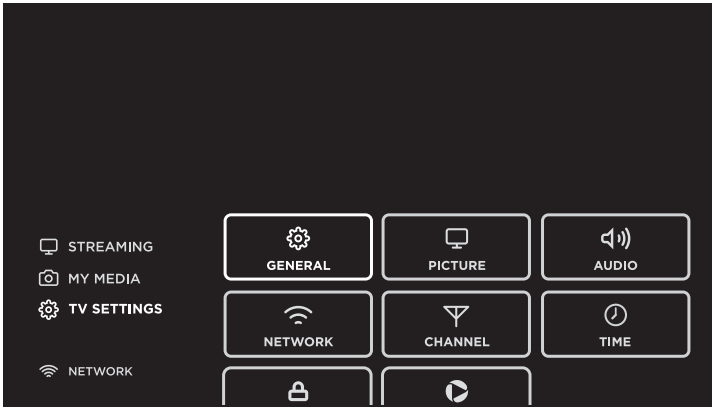 STREAMING
MY MEDIA
TV SETTINGS
NETWORK
GENERAL
PICTURE
AUDIO
NETWORK
CHANNEL
TIME